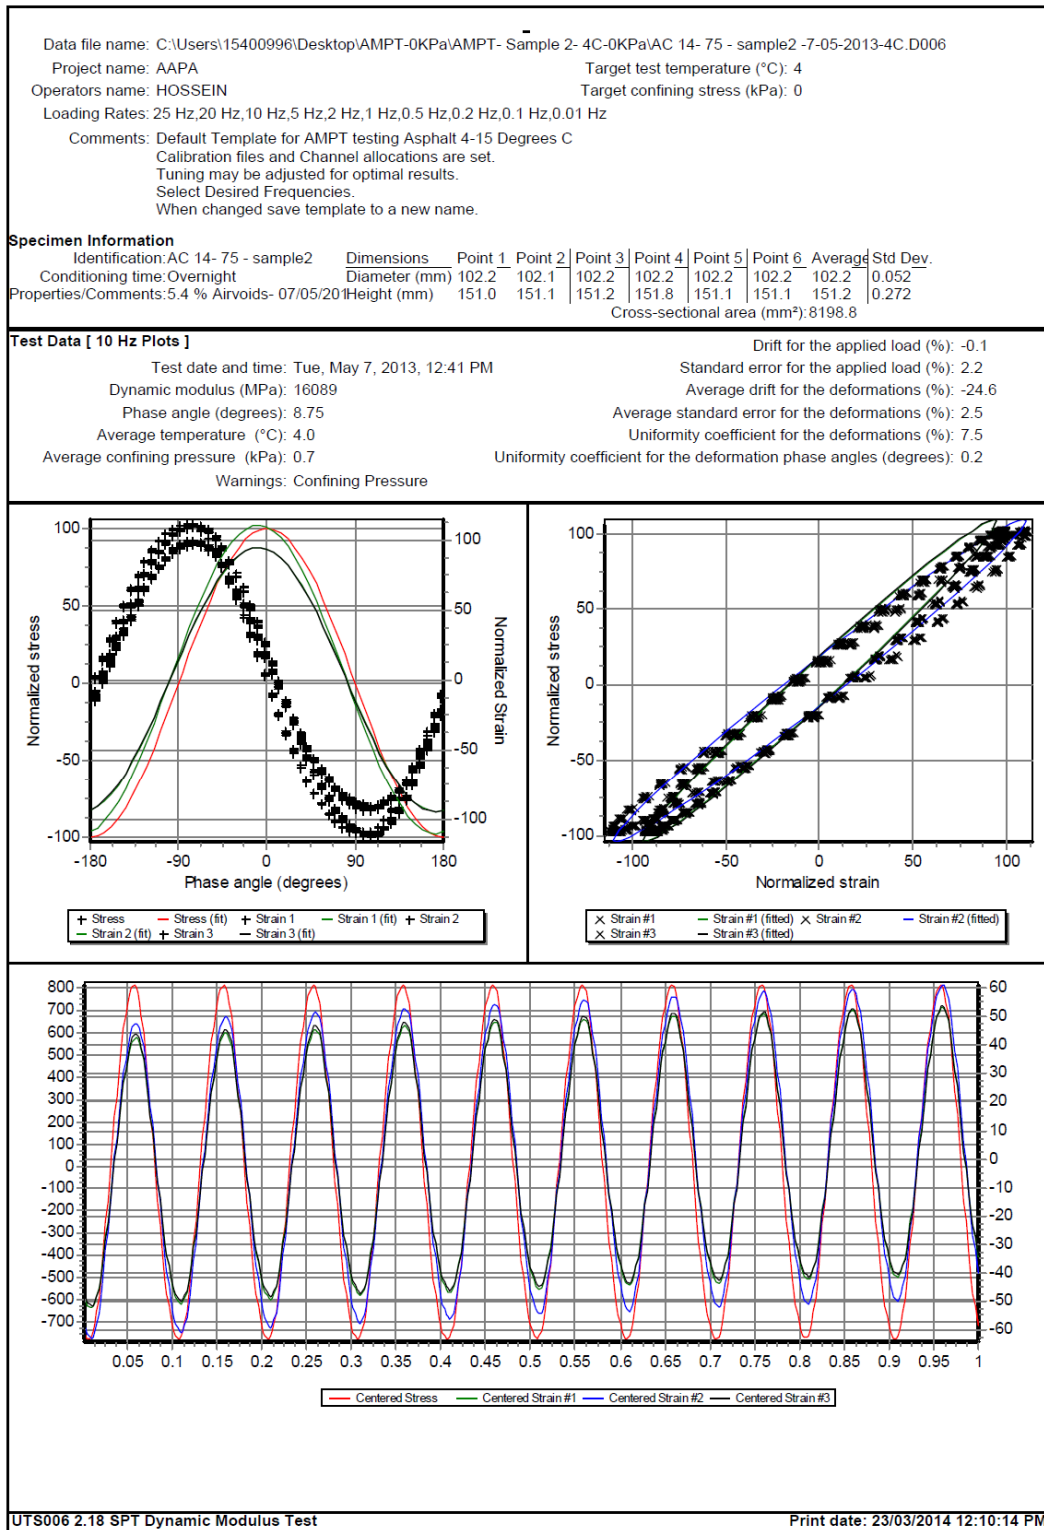 Data file name: C:\Users\15400996\Desktop\AMPT-0KPa\AMPT- Sample 2- 4C-0KPa\AC 14- 75 - sample2 -7-05-2013-4C.D006
Project name: AAPA Target test temperature (°C): 4
Operators name: HOSSEIN Target confining stress (kPa): 0
Loading Rates: 25 Hz,20 Hz,10 Hz,5 Hz,2 Hz,1 Hz,0.5 Hz,0.2 Hz,0.1 Hz,0.01 Hz
Comments: Default Template for AMPT testing Asphalt 4-15 Degrees C
Calibration files and Channel allocations are set.
Tuning may be adjusted for optimal results.
Select Desired Frequencies.
When changed save template to a new name.
Specimen Information
Identification: AC 14- 75 - sample2 Dimensions Point 1 Point 2 Point 3 Point 4 Point 5 Point 6 Average Std Dev.
Conditioning time: Overnight Diameter (mm) 102.2 102.1 102.2 102.2 102.2 102.2 102.2 0.052
Properties/Comments: 5.4 % Airvoids- 07/05/201 Height (mm) 151.0 151.1 151.2 151.8 151.1 151.1 151.2 0.272
Cross-sectional area (mm²): 8198.8
Test Data [ 10 Hz Plots ] Drift for the applied load (%): -0.1
Test date and time: Tue, May 7, 2013, 12:41 PM Standard error for the applied load (%): 2.2
Dynamic modulus (MPa): 16089 Average drift for the deformations (%): -24.6
Phase angle (degrees): 8.75 Average standard error for the deformations (%): 2.5
Average temperature (°C): 4.0 Uniformity coefficient for the deformations (%): 7.5
Average confining pressure (kPa): 0.7 Uniformity coefficient for the deformation phase angles (degrees): 0.2
Warnings: Confining Pressure
Normalized stress
100 50 0 -50 -100
-180 -90 0 90 180
Phase angle (degrees)
100 50 0 -50 -100
Normalized Strain
+ Stress — Stress (fit) + Strain 1 — Strain 1 (fit) + Strain 2
— Strain 2 (fit) + Strain 3 — Strain 3 (fit)
Normalized stress
100 50 0 -50 -100
-100 -50 0 50 100
Normalized strain
× Strain #1 — Strain #1 (fitted) × Strain #2 — Strain #2 (fitted)
× Strain #3 — Strain #3 (fitted)
800 700 600 500 400 300 200 100 0 -100 -200 -300 -400 -500 -600 -700
60 50 40 30 20 10 0 -10 -20 -30 -40 -50 -60
0.05 0.1 0.15 0.2 0.25 0.3 0.35 0.4 0.45 0.5 0.55 0.6 0.65 0.7 0.75 0.8 0.85 0.9 0.95 1
— Centered Stress — Centered Strain #1 — Centered Strain #2 — Centered Strain #3
UTS006 2.18 SPT Dynamic Modulus Test Print date: 23/03/2014 12:10:14 PM